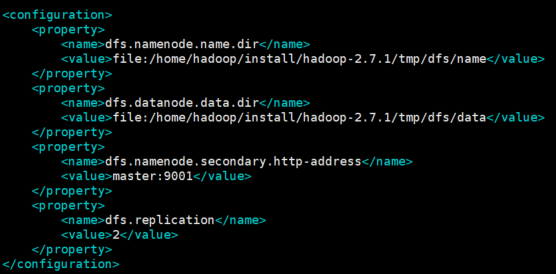 <configuration>
    <property>
        <name>dfs.namenode.name.dir</name>
        <value>file:/home/hadoop/install/hadoop-2.7.1/tmp/dfs/name</value>
    </property>
    <property>
        <name>dfs.datanode.data.dir</name>
        <value>file:/home/hadoop/install/hadoop-2.7.1/tmp/dfs/data</value>
    </property>
    <property>
        <name>dfs.namenode.secondary.http-address</name>
        <value>master:9001</value>
    </property>
    <property>
        <name>dfs.replication</name>
        <value>2</value>
    </property>
</configuration>